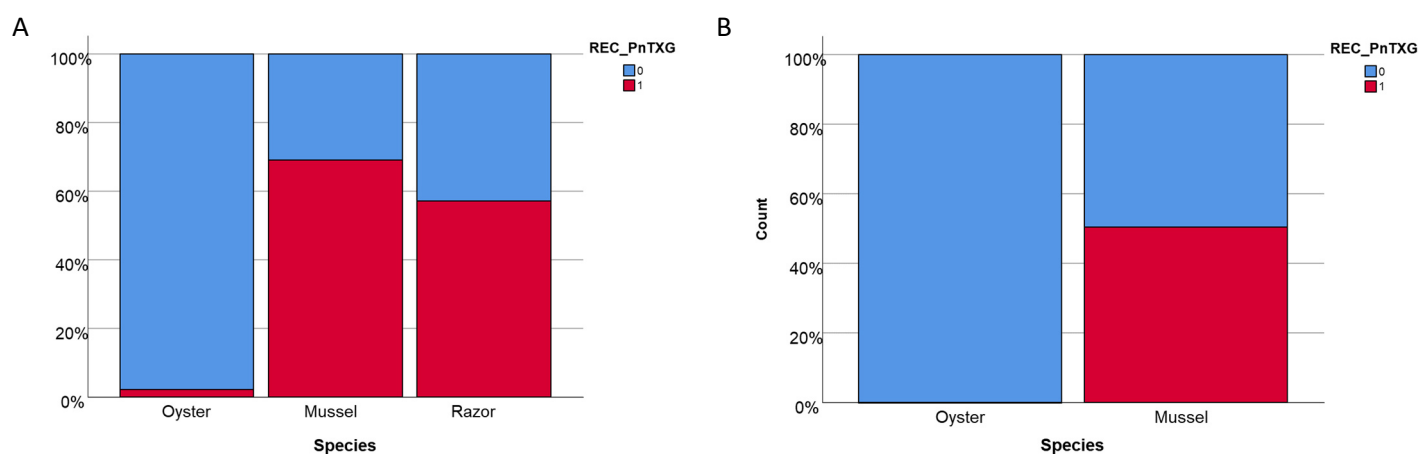 A
REC_PnTXG
0
1
100%
80%
60%
40%
20%
0%
Oyster Mussel Razor
Species
B
REC_PnTXG
0
1
100%
80%
60%
40%
20%
0%
Count
Oyster Mussel
Species